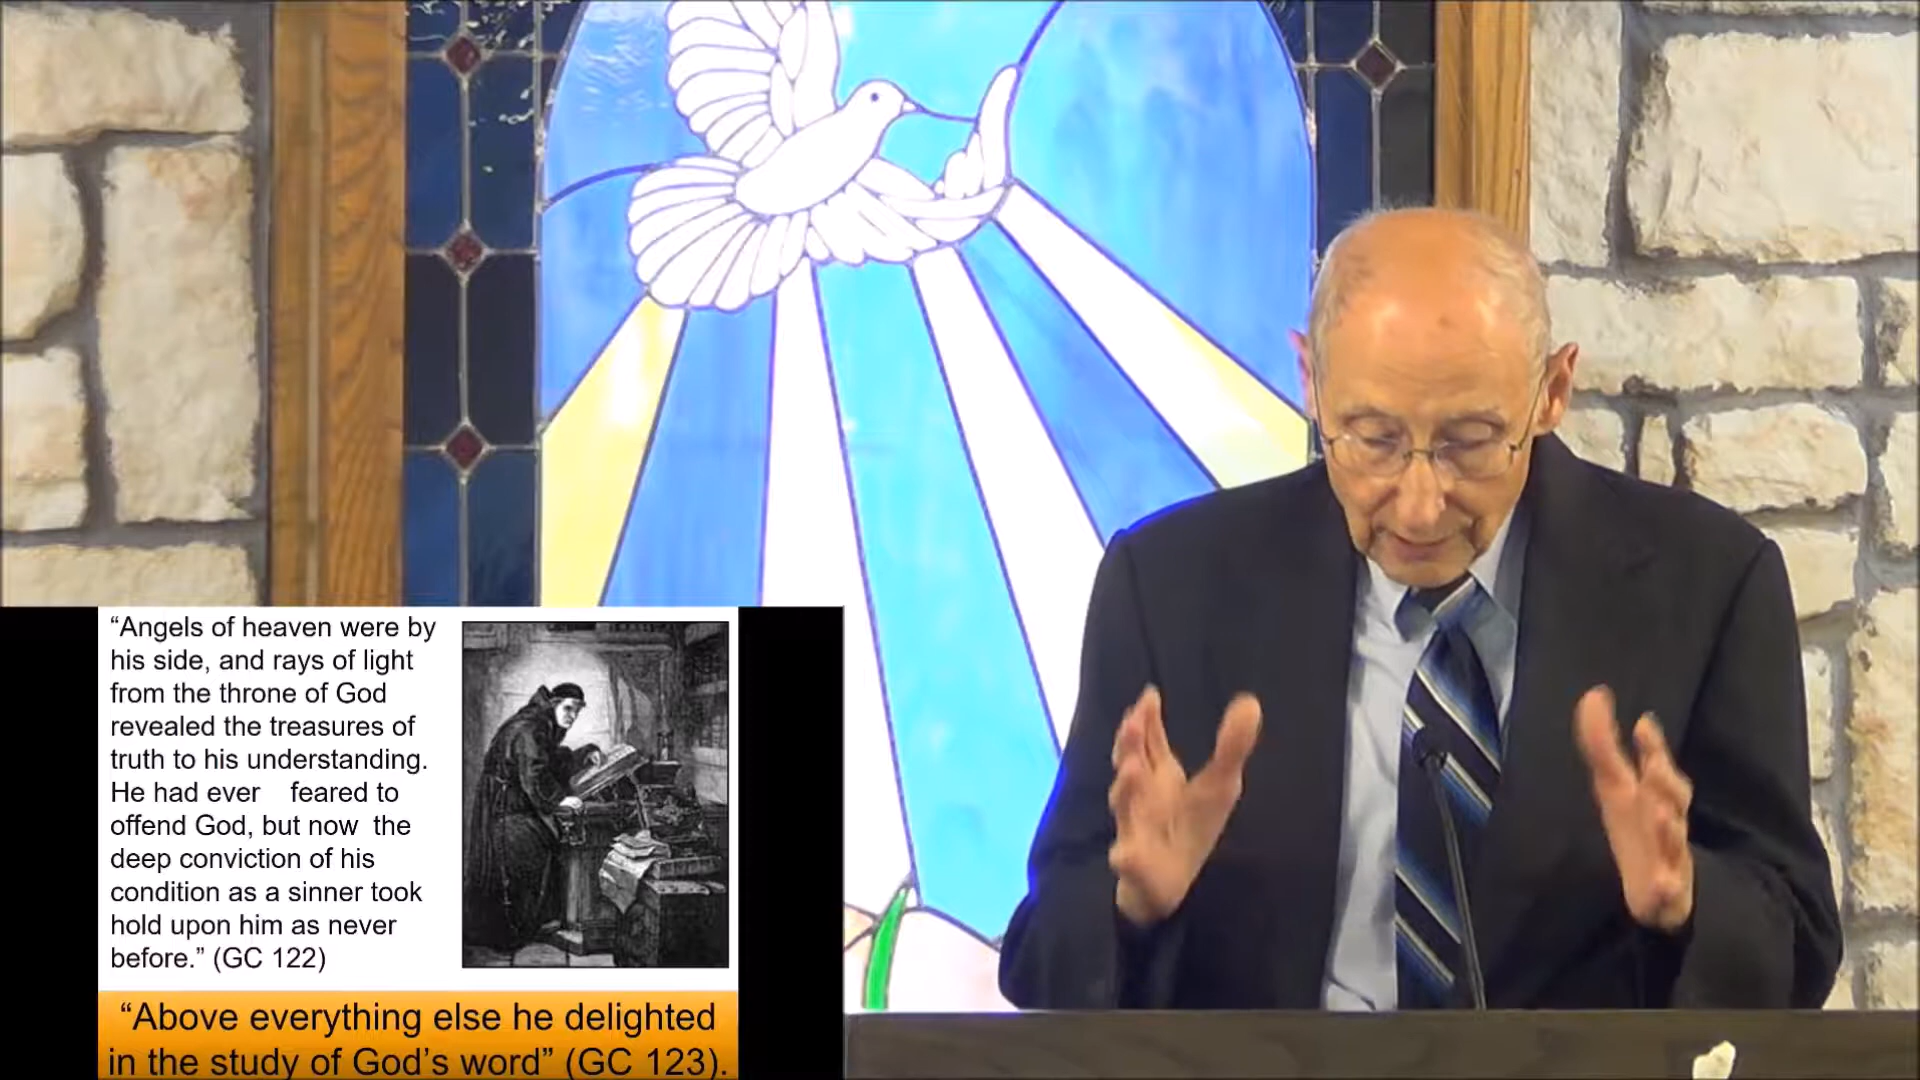 “Angels of heaven were by
his side, and rays of light
from the throne of God
revealed the treasures of
truth to his understanding.
He had ever feared to
offend God, but now the
deep conviction of his
condition as a sinner took
hold upon him as never
before.” (GC 122)
“Above everything else he delighted
in the study of God’s word” (GC 123).